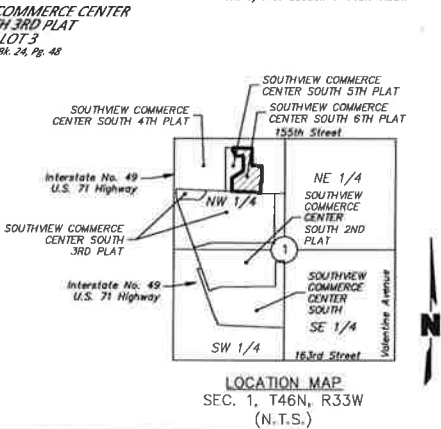 COMMERCE CENTER
H 3RD PLAT
LOT 3
Bk. 24, Pg. 48
SOUTHVIEW COMMERCE
CENTER SOUTH 5TH PLAT
SOUTHVIEW COMMERCE
CENTER SOUTH 4TH PLAT
SOUTHVIEW COMMERCE
CENTER SOUTH 6TH PLAT
155th Street
Interstate No. 49
U.S. 71 Highway
NW 1/4
NE 1/4
SOUTHVIEW
COMMERCE
CENTER
SOUTH 2ND
PLAT
SOUTHVIEW COMMERCE
CENTER SOUTH
3RD PLAT
1
Interstate No. 49
U.S. 71 Highway
SOUTHVIEW
COMMERCE
CENTER
SOUTH
Valentine Avenue
N
SE 1/4
SW 1/4
163rd Street
LOCATION MAP
SEC. 1, T46N, R33W
(N.T.S.)